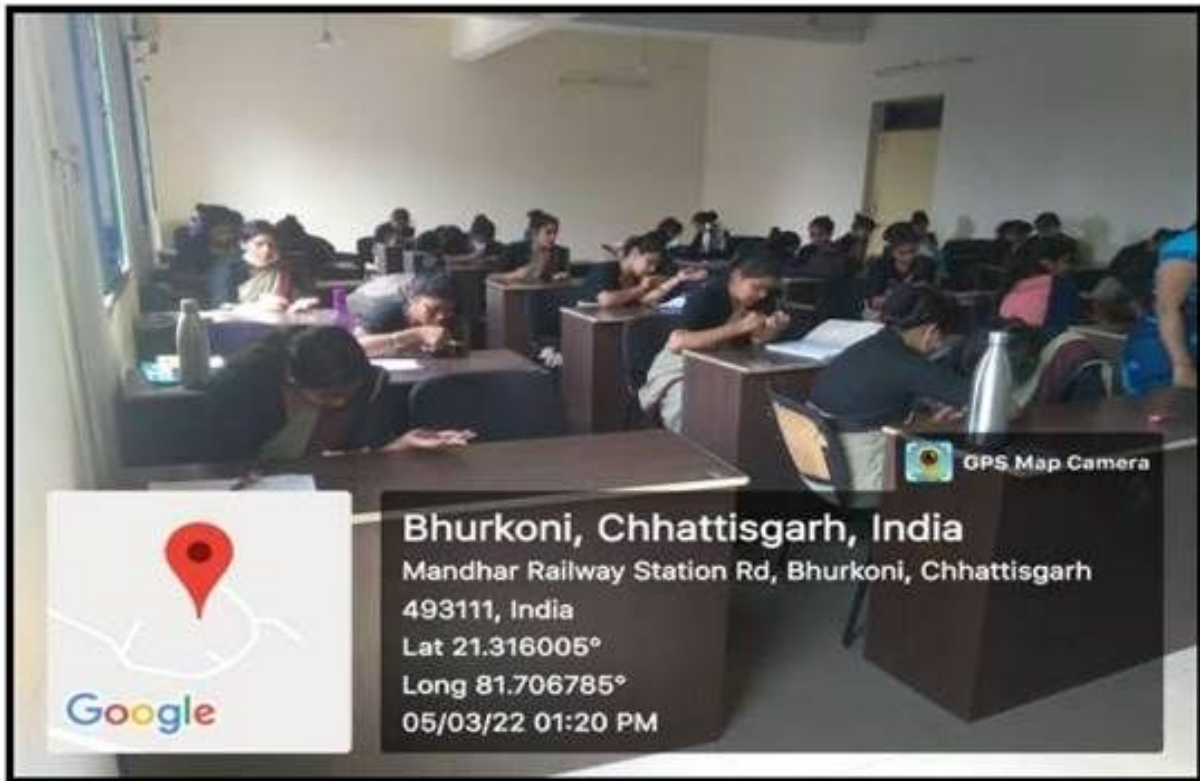 GPS Map Camera
Bhurkoni, Chhattisgarh, India
Mandhar Railway Station Rd, Bhurkoni, Chhattisgarh
493111, India
Lat 21.316005°
Long 81.706785°
05/03/22 01:20 PM
Google